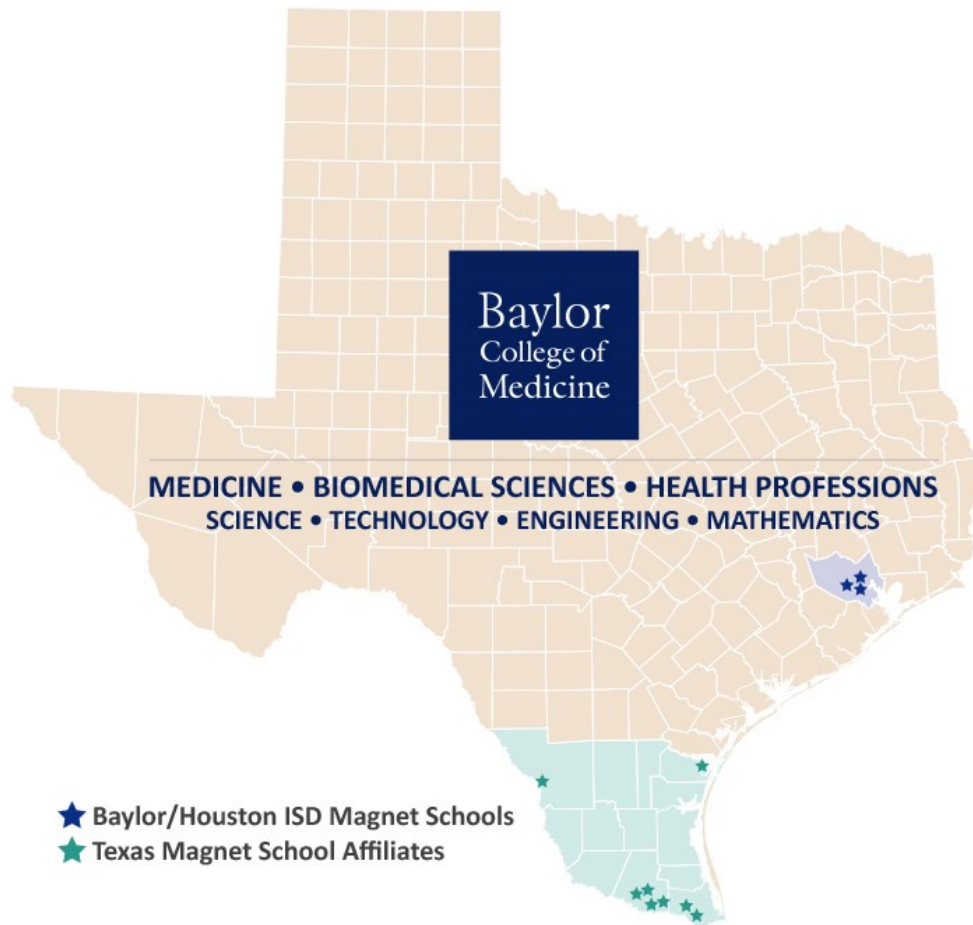 Baylor
College of
Medicine
MEDICINE • BIOMEDICAL SCIENCES • HEALTH PROFESSIONS
SCIENCE • TECHNOLOGY • ENGINEERING • MATHEMATICS
Baylor/Houston ISD Magnet Schools
Texas Magnet School Affiliates